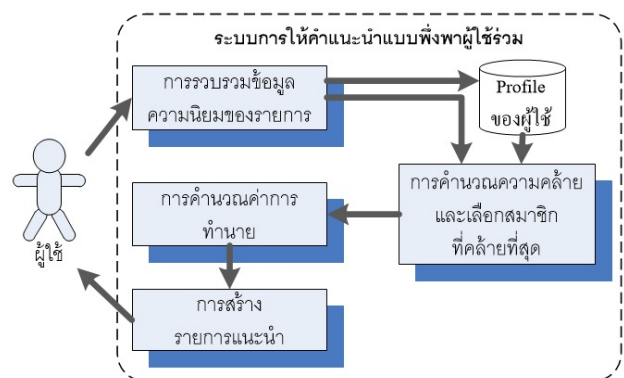 ระบบการให้คำแนะนำแบบพึ่งพาผู้ใช้ร่วม
การรวบรวมข้อมูล
ความนิยมของรายการ
Profile
ของผู้ใช้
การคำนวณความคล้าย
และเลือกสมาชิก
ที่คล้ายที่สุด
การคำนวณค่าการ
ทำนาย
การสร้าง
รายการแนะนำ
ผู้ใช้